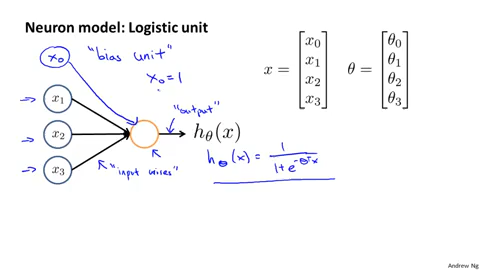 Neuron model: Logistic unit
x₀ "bias unit"
x₀ = 1
x₁
x₂
x₃
"output"
hθ(x)
hθ(x) = 1 / (1 + e^(-θᵀx))
"input wires"
x = [x₀ x₁ x₂ x₃] θ = [θ₀ θ₁ θ₂ θ₃]
Andrew Ng